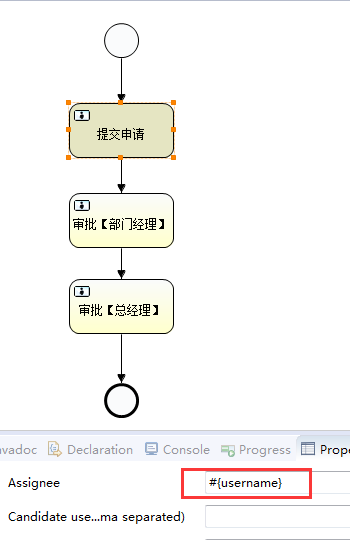 提交申请
审批【部门经理】
审批【总经理】
avadoc Declaration Console Progress Prope
Assignee #{username}
Candidate use...ma separated)